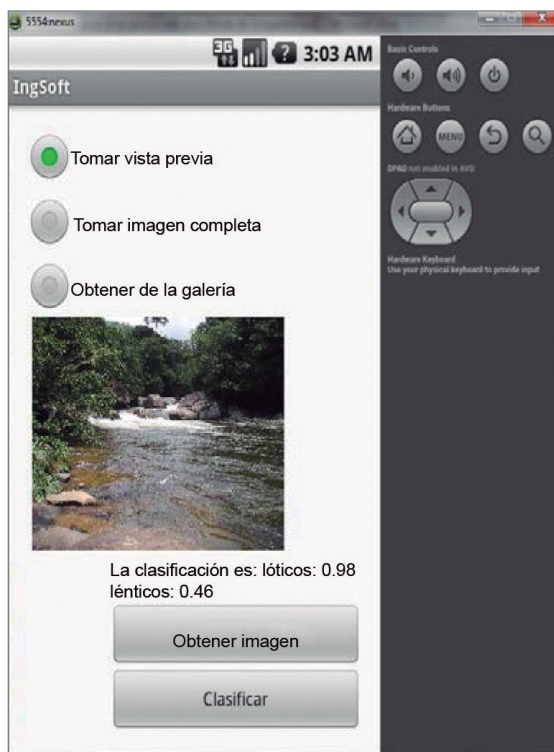 5554:nexus
3G
3:03 AM
IngSoft
Tomar vista previa
Tomar imagen completa
Obtener de la galería
La clasificación es: lóticos: 0.98
lénticos: 0.46
Obtener imagen
Clasificar
Basic Controls
Hardware Buttons
MENU
DPAD not enabled in AVD
Hardware Keyboard
Use your physical keyboard to provide input